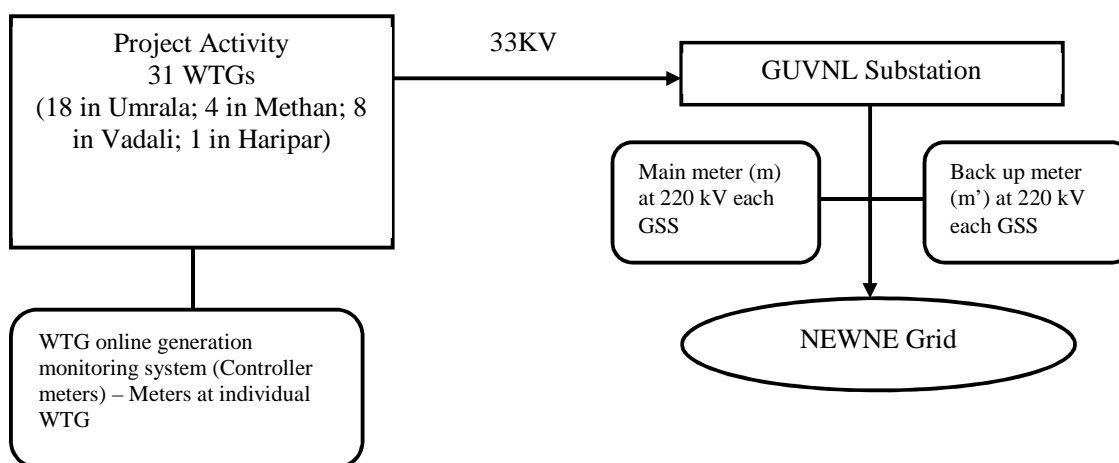 Project Activity
31 WTGs
(18 in Umrala; 4 in Methan; 8
in Vadali; 1 in Haripar)
33KV
GUVNL Substation
Main meter (m)
at 220 kV each
GSS
Back up meter
(m’) at 220 kV
each GSS
WTG online generation
monitoring system (Controller
meters) – Meters at individual
WTG
NEWNE Grid